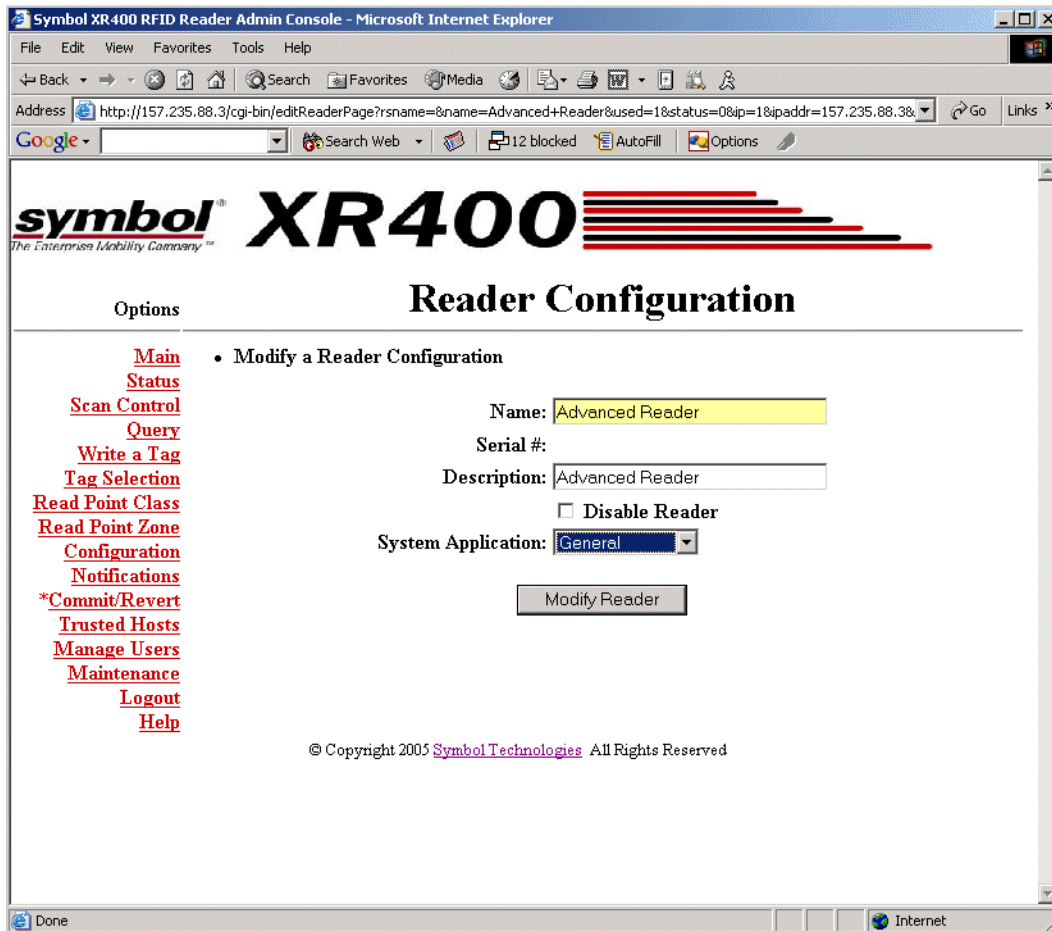 Symbol XR400 RFID Reader Admin Console - Microsoft Internet Explorer
File Edit View Favorites Tools Help
Back Search Favorites Media
Address http://157.235.88.3/cgi-bin/editReaderPage?rsname=&name=Advanced+Reader&used=1&status=0&ip=1&ipaddr=157.235.88.3& Go Links »
Google Search Web 12 blocked AutoFill Options
symbol® XR400
The Enterprise Mobility Company ™
Options
Reader Configuration
Main
Status
Scan Control
Query
Write a Tag
Tag Selection
Read Point Class
Read Point Zone
Configuration
Notifications
*Commit/Revert
Trusted Hosts
Manage Users
Maintenance
Logout
Help
• Modify a Reader Configuration
Name: Advanced Reader
Serial #:
Description: Advanced Reader
Disable Reader
System Application: General
Modify Reader
© Copyright 2005 Symbol Technologies All Rights Reserved
Done Internet